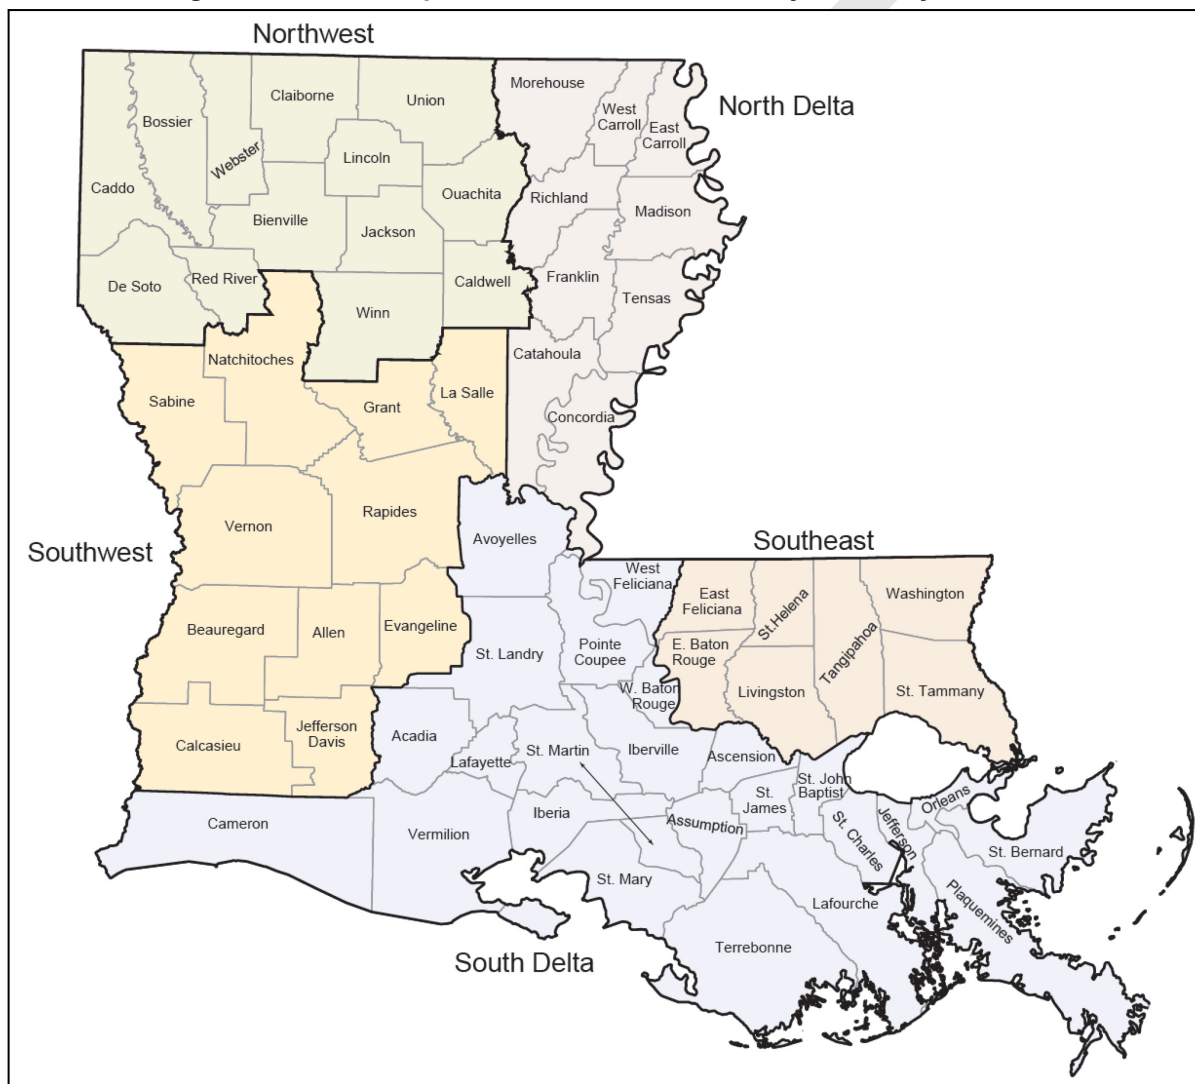 Northwest
North Delta
Morehouse
Claiborne
Union
West
Carroll
East
Carroll
Bossier
Webster
Lincoln
Caddo
Ouachita
Richland
Madison
Bienville
Jackson
De Soto
Red River
Caldwell
Franklin
Tensas
Winn
Natchitoches
Catahoula
Sabine
Grant
La Salle
Concordia
Vernon
Rapides
Avoyelles
Southwest
Southeast
West
Feliciana
East
Feliciana
St.Helena
Washington
Beauregard
Allen
Evangeline
St. Landry
Pointe
Coupee
E. Baton
Rouge
Tangipahoa
W. Baton
Rouge
Livingston
St. Tammany
Calcasieu
Jefferson
Davis
Acadia
Lafayette
St. Martin
Iberville
Ascension
St. John
Baptist
St.
James
Orleans
Cameron
Vermilion
Iberia
Assumption
St. Charles
Jefferson
St. Bernard
St. Mary
Lafourche
Plaquemines
Terrebonne
South Delta